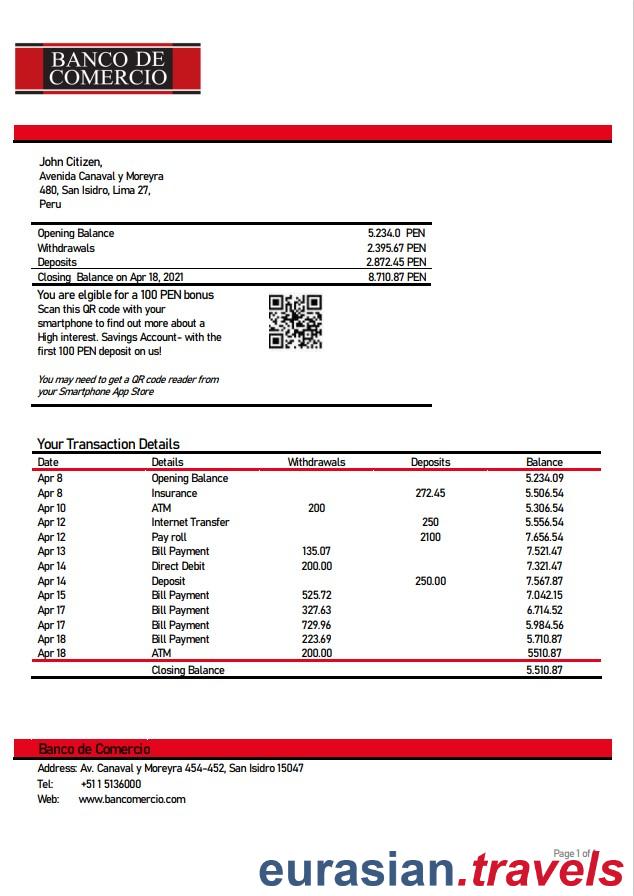 BANCO DE
COMERCIO
John Citizen,
Avenida Canaval y Moreyra
480, San Isidro, Lima 27,
Peru
Opening Balance 5.234.0 PEN
Withdrawals 2.395.67 PEN
Deposits 2.872.45 PEN
Closing Balance on Apr 18, 2021 8.710.87 PEN
You are elgible for a 100 PEN bonus
Scan this QR code with your
smartphone to find out more about a
High interest. Savings Account- with the
first 100 PEN deposit on us!
You may need to get a QR code reader from
your Smartphone App Store
Your Transaction Details
Date Details Withdrawals Deposits Balance
Apr 8 Opening Balance 5.234.09
Apr 8 Insurance 272.45 5.506.54
Apr 10 ATM 200 5.306.54
Apr 12 Internet Transfer 250 5.556.54
Apr 12 Pay roll 2100 7.656.54
Apr 13 Bill Payment 135.07 7.521.47
Apr 14 Direct Debit 200.00 7.321.47
Apr 14 Deposit 250.00 7.567.87
Apr 15 Bill Payment 525.72 7.042.15
Apr 17 Bill Payment 327.63 6.714.52
Apr 17 Bill Payment 729.96 5.984.56
Apr 18 Bill Payment 223.69 5.710.87
Apr 18 ATM 200.00 5510.87
Closing Balance 5.510.87
Banco de Comercio
Address: Av. Canaval y Moreyra 454-452, San Isidro 15047
Tel: +51 1 5136000
Web: www.bancomercio.com
Page 1 of
eurasian.travels